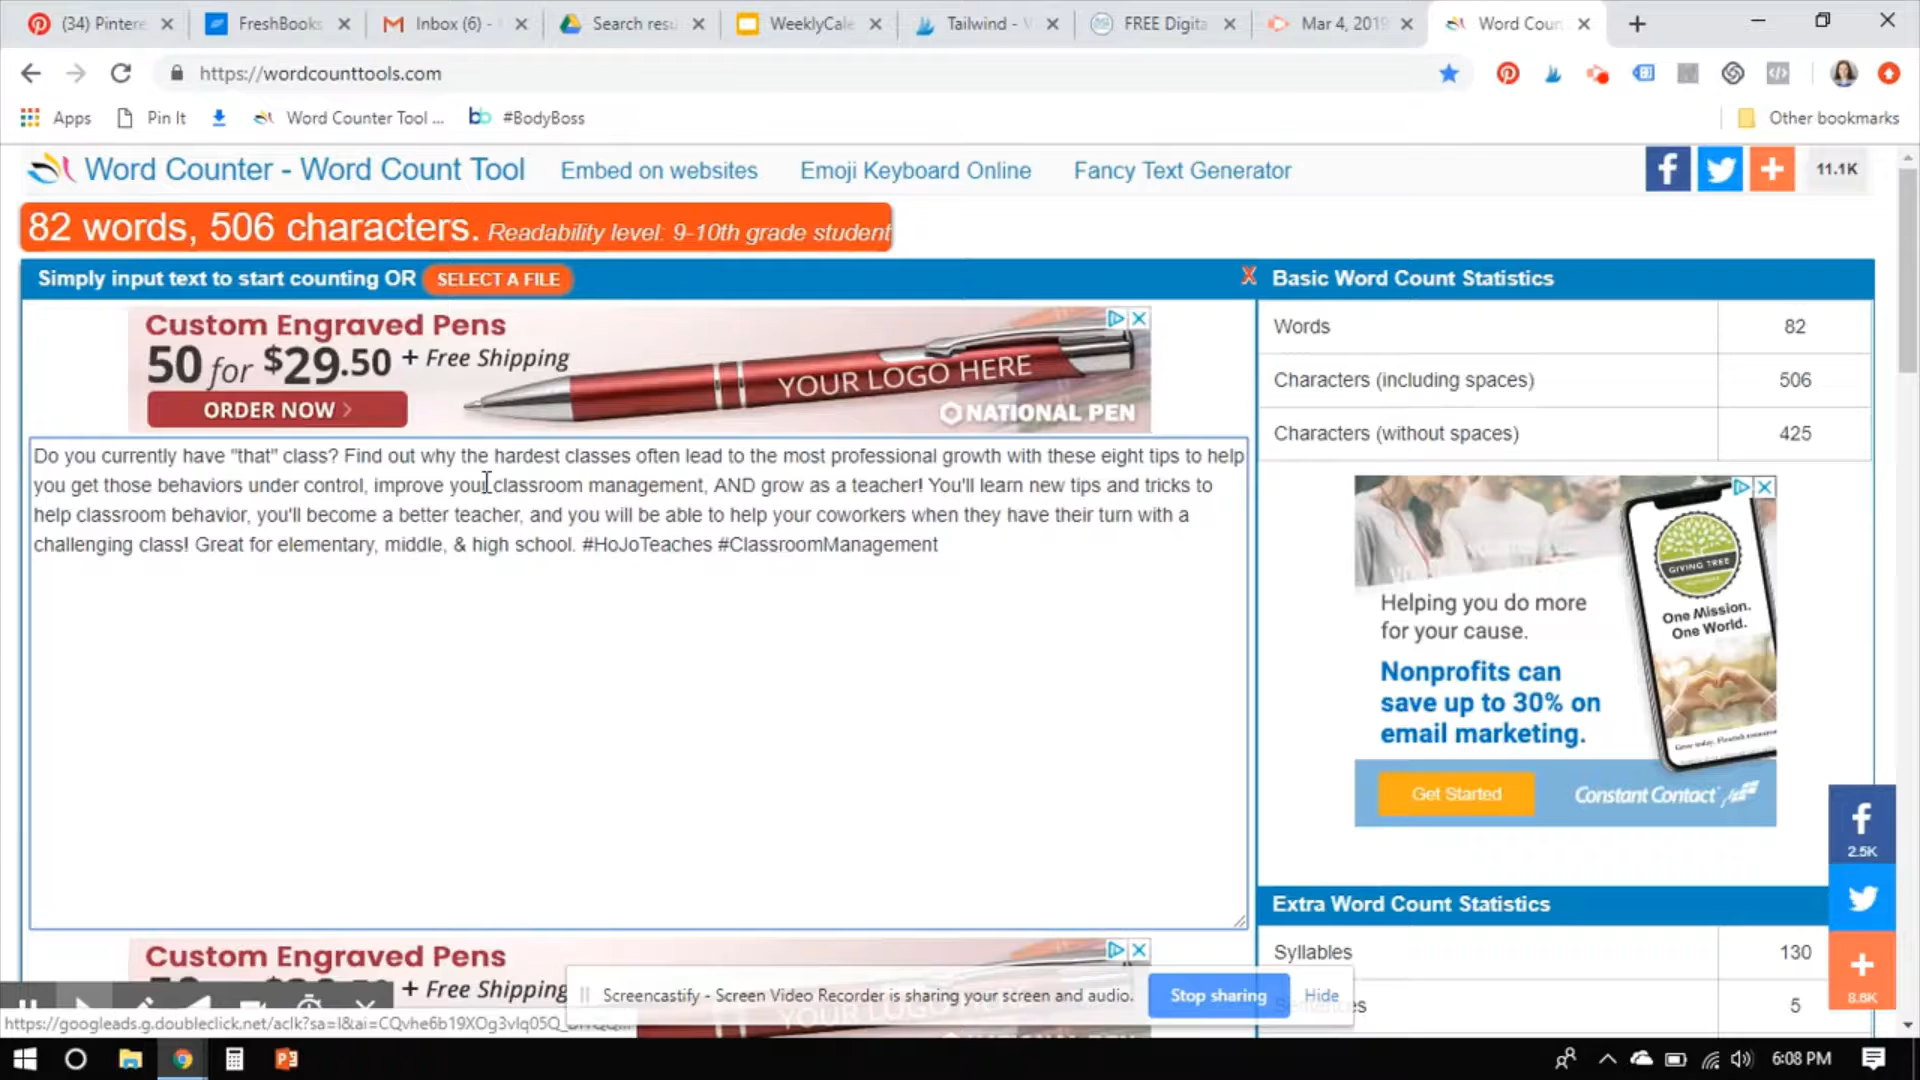 (34) Pintere
FreshBooks
Inbox (6) -
Search resu
WeeklyCale
Tailwind - V
FREE Digita
Mar 4, 2019
Word Coun
https://wordcounttools.com
Apps
Pin It
Word Counter Tool ...
bb #BodyBoss
Other bookmarks
Word Counter - Word Count Tool
Embed on websites
Emoji Keyboard Online
Fancy Text Generator
11.1K
82 words, 506 characters. Readability level: 9-10th grade student
Simply input text to start counting OR SELECT A FILE
X
Basic Word Count Statistics
Custom Engraved Pens
50 for $29.50 + Free Shipping
ORDER NOW >
YOUR LOGO HERE
NATIONAL PEN
Words 82
Characters (including spaces) 506
Characters (without spaces) 425
Do you currently have "that" class? Find out why the hardest classes often lead to the most professional growth with these eight tips to help
you get those behaviors under control, improve your classroom management, AND grow as a teacher! You'll learn new tips and tricks to
help classroom behavior, you'll become a better teacher, and you will be able to help your coworkers when they have their turn with a
challenging class! Great for elementary, middle, & high school. #HoJoTeaches #ClassroomManagement
Helping you do more
for your cause.
Nonprofits can
save up to 30% on
email marketing.
GIVING TREE
One Mission.
One World.
Get Started
Constant Contact
2.5K
8.6K
Extra Word Count Statistics
Syllables 130
5
Custom Engraved Pens
+ Free Shipping
Screencastify - Screen Video Recorder is sharing your screen and audio.
Stop sharing
Hide
6:08 PM